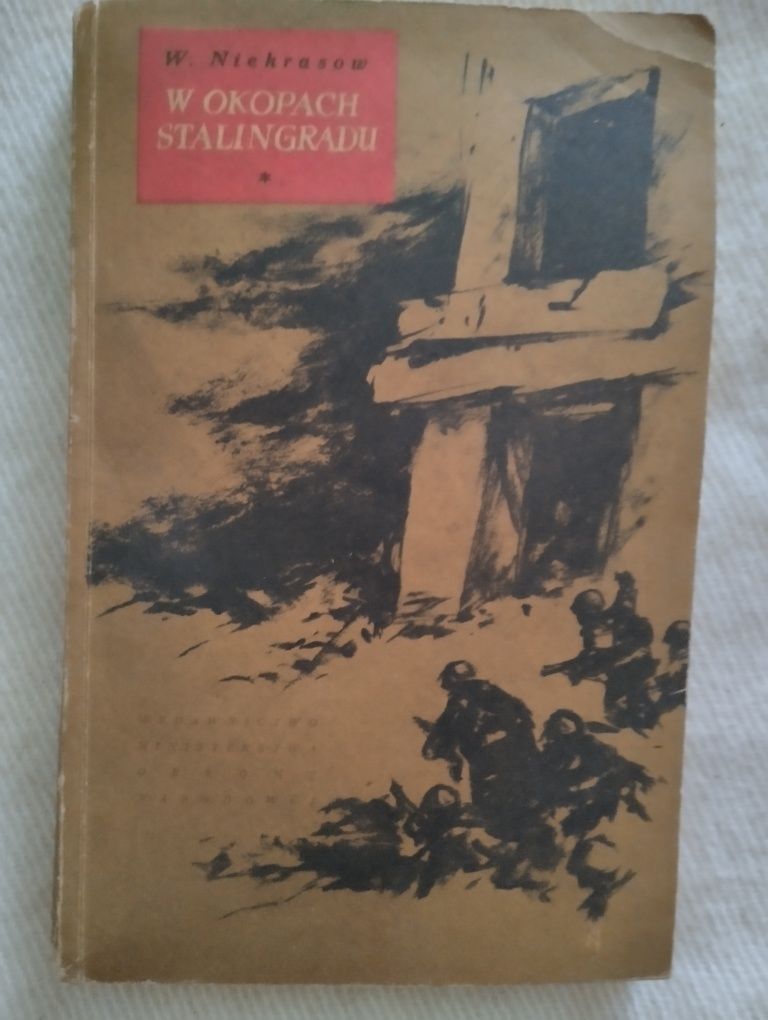 W. Niekrasow
W OKOPACH
STALINGRADU
*
WYDAWNICTWO
MINISTERSTWA
OBRONY
NARODOWEJ